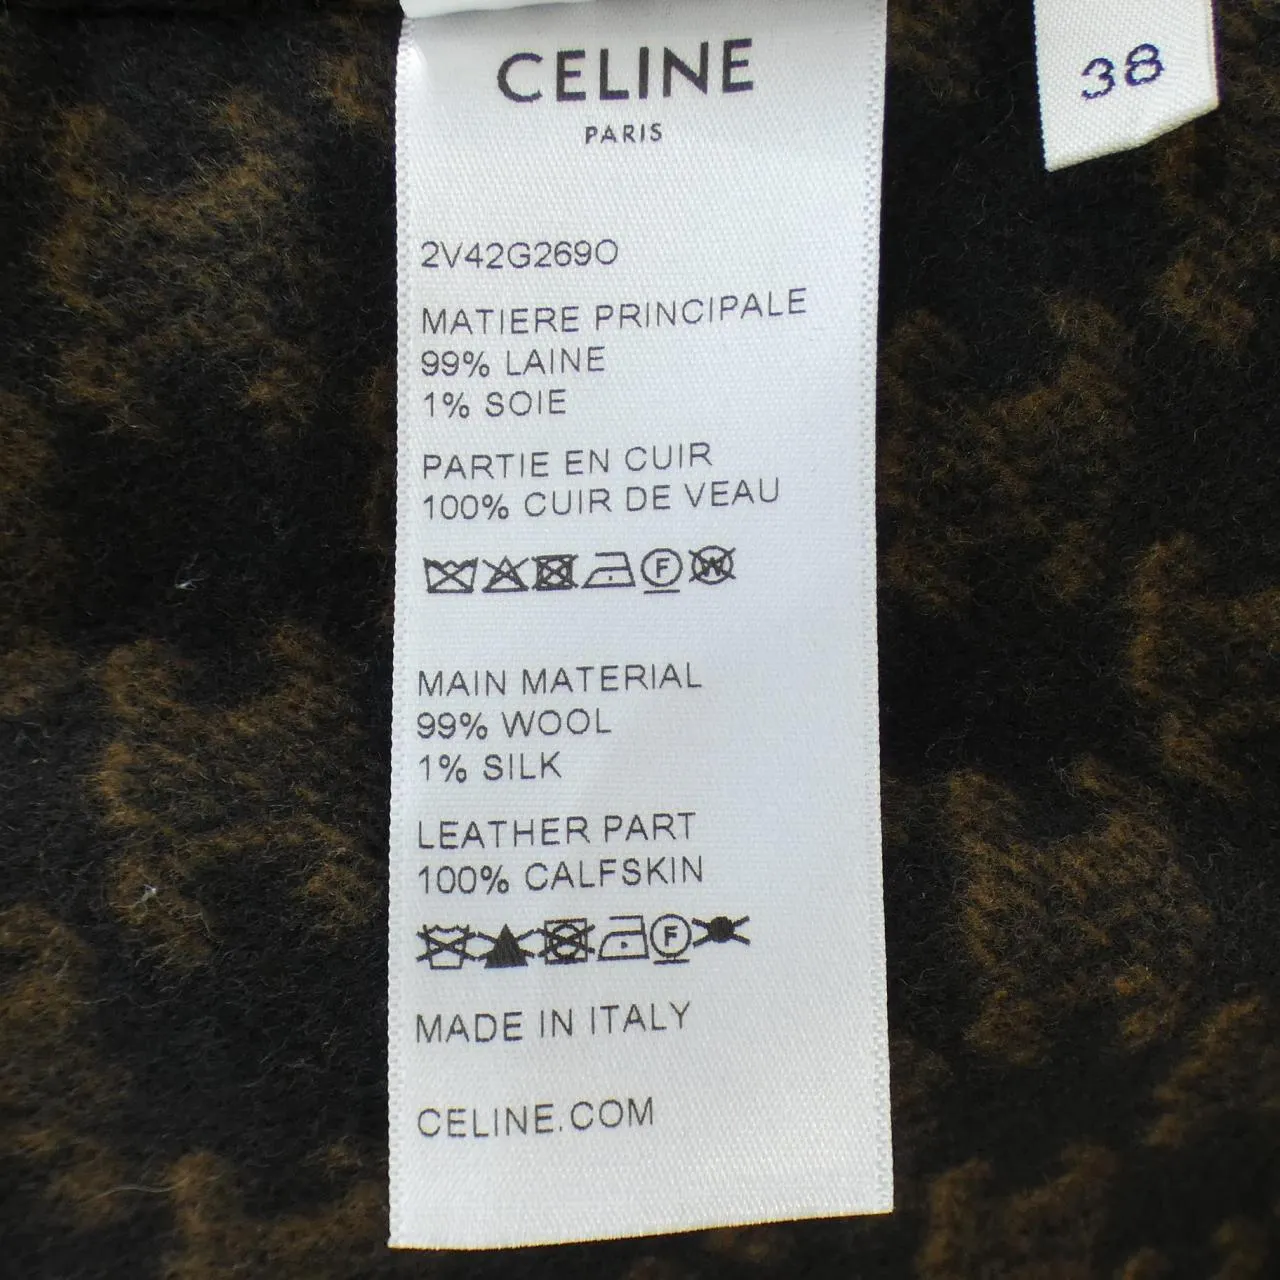 CELINE
PARIS
38
2V42G269O
MATIERE PRINCIPALE
99% LAINE
1% SOIE
PARTIE EN CUIR
100% CUIR DE VEAU
F W
MAIN MATERIAL
99% WOOL
1% SILK
LEATHER PART
100% CALFSKIN
F
MADE IN ITALY
CELINE.COM